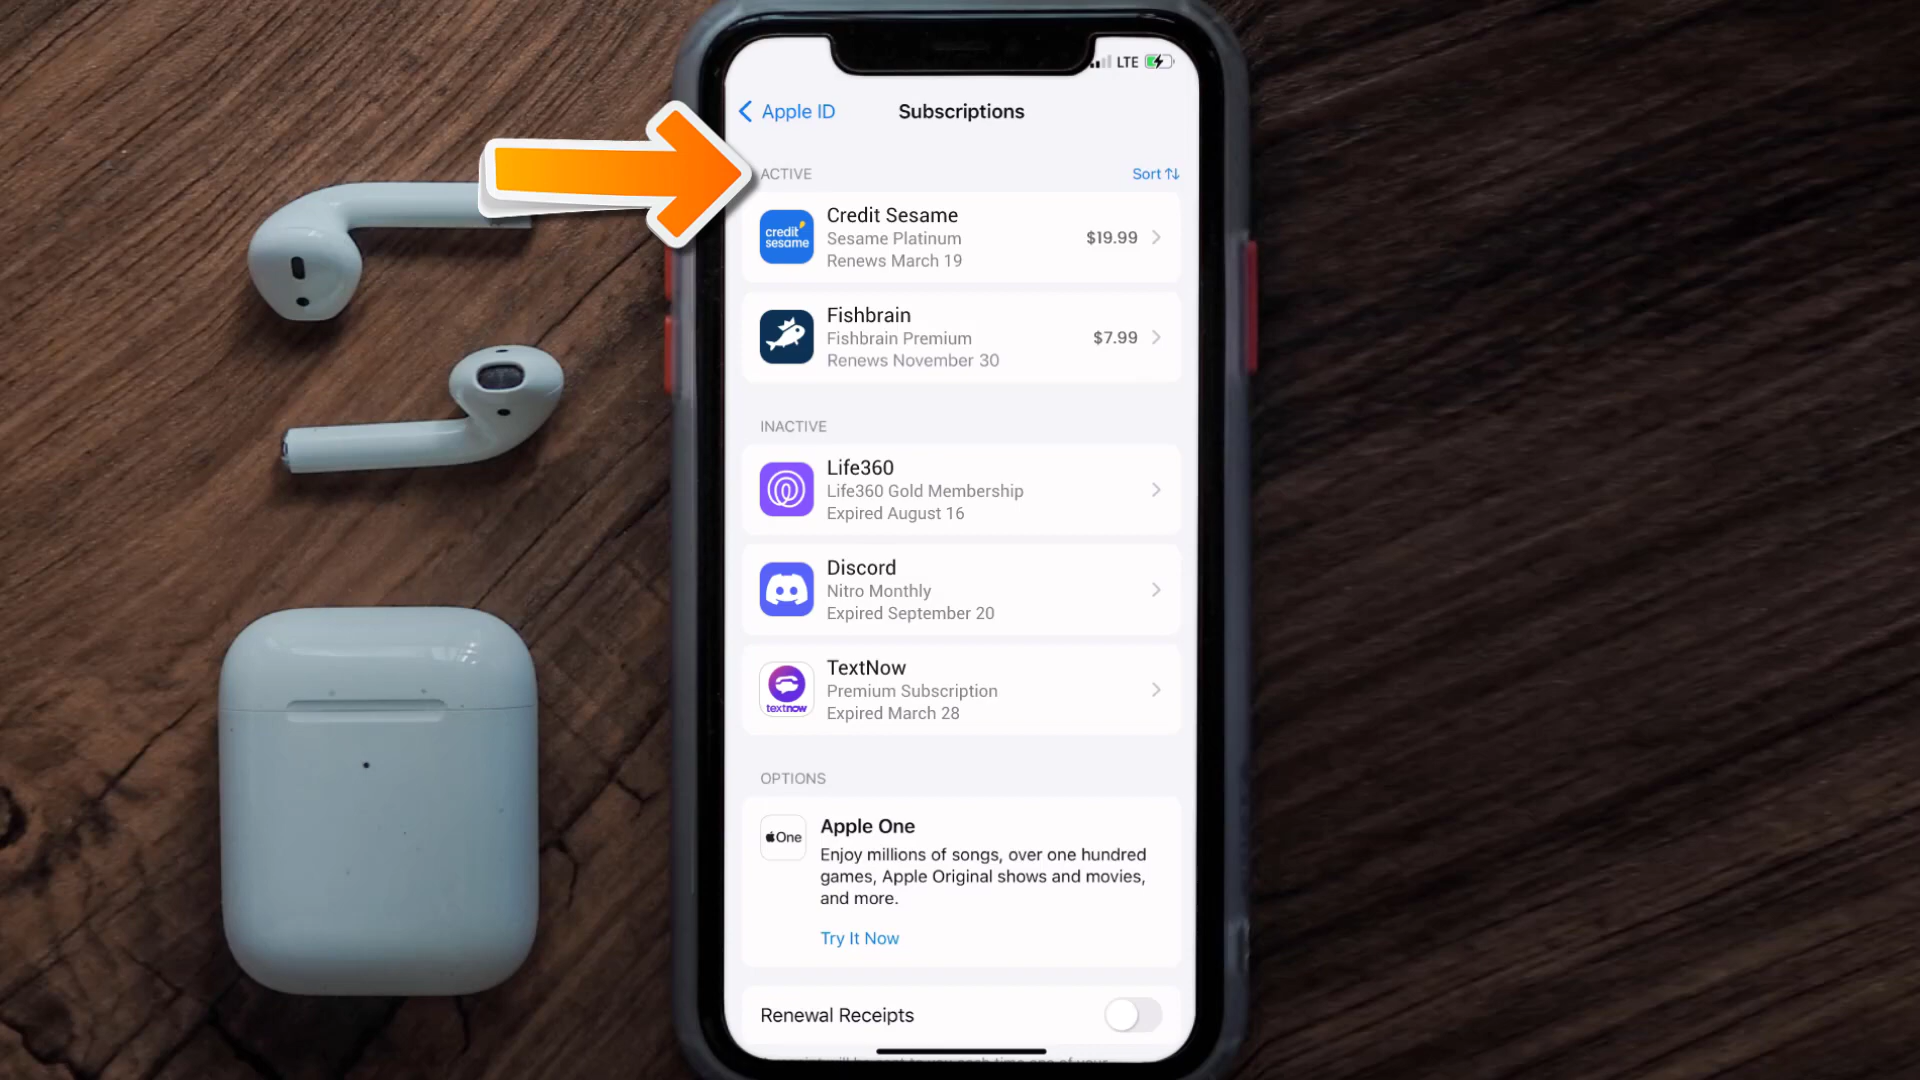 LTE
Apple ID
Subscriptions
ACTIVE
Sort
credit sesame
Credit Sesame
Sesame Platinum
Renews March 19
$19.99
Fishbrain
Fishbrain Premium
Renews November 30
$7.99
INACTIVE
Life360
Life360 Gold Membership
Expired August 16
Discord
Nitro Monthly
Expired September 20
textnow
TextNow
Premium Subscription
Expired March 28
OPTIONS
One
Apple One
Enjoy millions of songs, over one hundred
games, Apple Original shows and movies,
and more.
Try It Now
Renewal Receipts